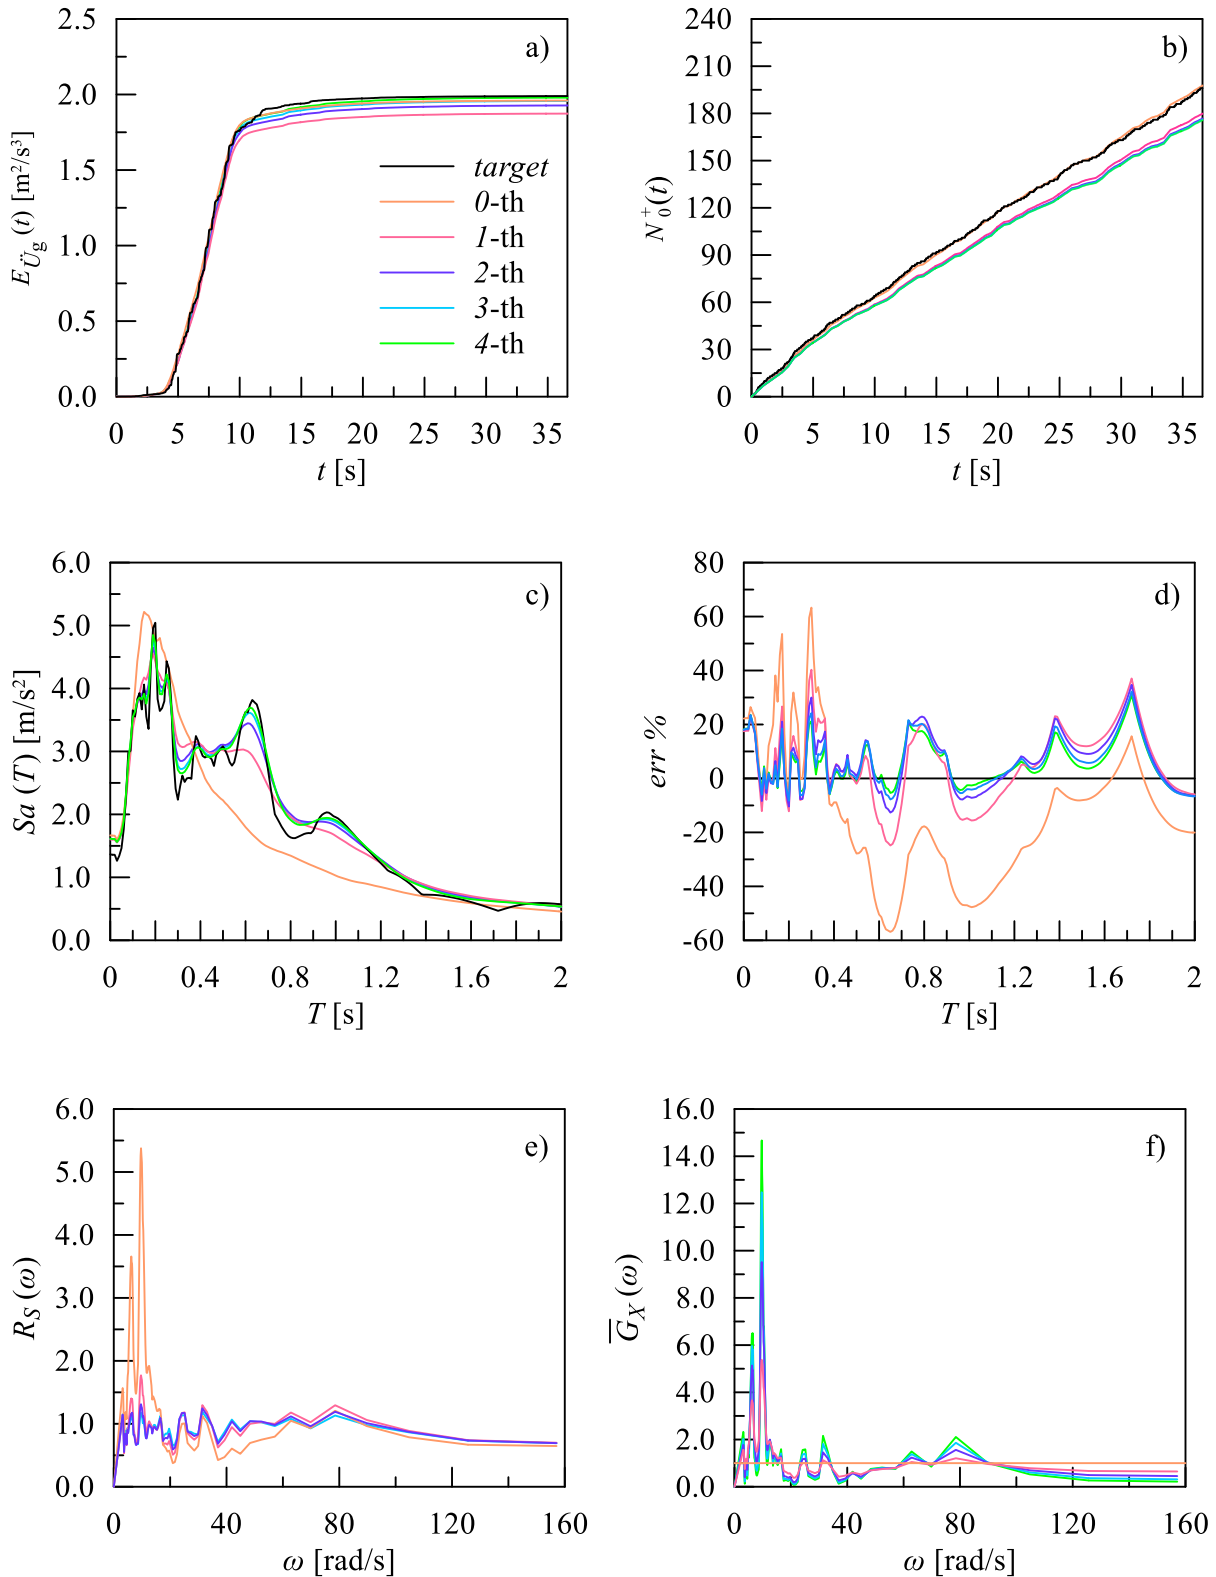 a)
2.5
2.0
1.5
1.0
0.5
0.0
E_Üg(t) [m²/s³]
target
0-th
1-th
2-th
3-th
4-th
0 5 10 15 20 25 30 35
t [s]
b)
240
210
180
150
120
90
60
30
0
N₀⁺(t)
0 5 10 15 20 25 30 35
t [s]
c)
6.0
5.0
4.0
3.0
2.0
1.0
0.0
Sa (T) [m/s²]
0 0.4 0.8 1.2 1.6 2
T [s]
d)
80
60
40
20
0
-20
-40
-60
err %
0 0.4 0.8 1.2 1.6 2
T [s]
e)
6.0
5.0
4.0
3.0
2.0
1.0
0.0
R_S(ω)
0 40 80 120 160
ω [rad/s]
f)
16.0
14.0
12.0
10.0
8.0
6.0
4.0
2.0
0.0
G̅_X(ω)
0 40 80 120 160
ω [rad/s]